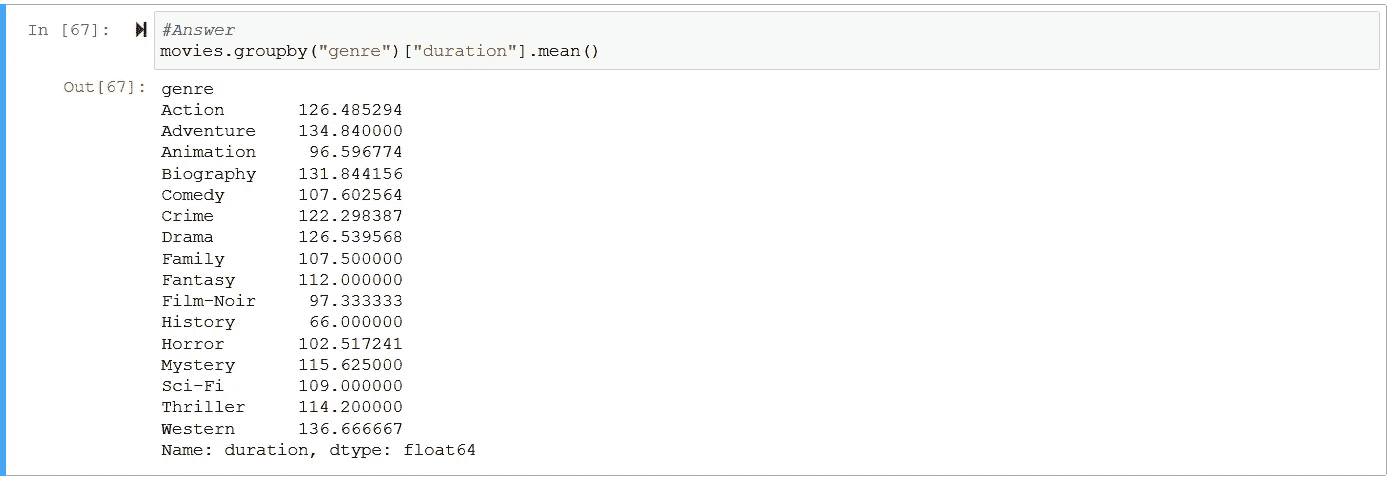 In [67]: #Answer
movies.groupby("genre")["duration"].mean()
Out[67]: genre
Action 126.485294
Adventure 134.840000
Animation 96.596774
Biography 131.844156
Comedy 107.602564
Crime 122.298387
Drama 126.539568
Family 107.500000
Fantasy 112.000000
Film-Noir 97.333333
History 66.000000
Horror 102.517241
Mystery 115.625000
Sci-Fi 109.000000
Thriller 114.200000
Western 136.666667
Name: duration, dtype: float64